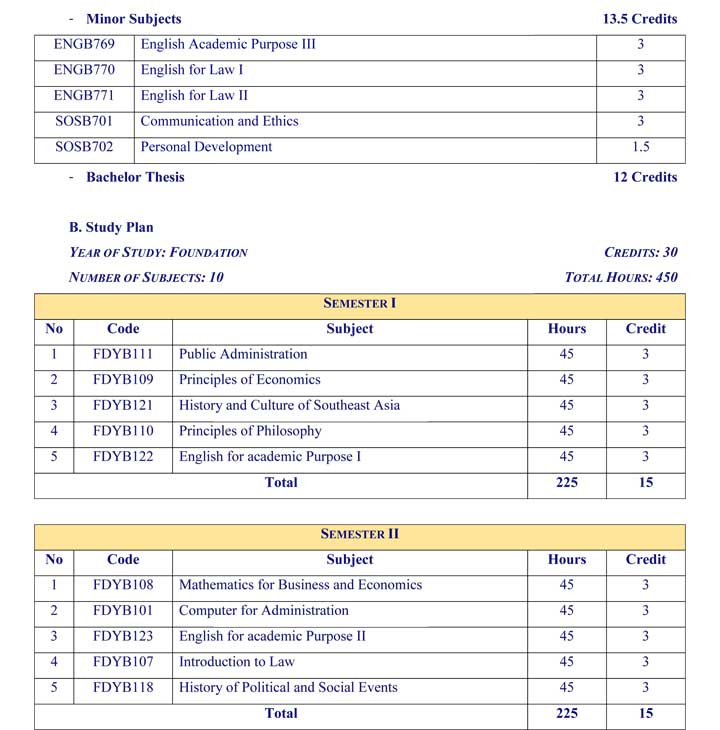 - Minor Subjects 13.5 Credits
ENGB769 English Academic Purpose III 3
ENGB770 English for Law I 3
ENGB771 English for Law II 3
SOSB701 Communication and Ethics 3
SOSB702 Personal Development 1.5
- Bachelor Thesis 12 Credits
B. Study Plan
YEAR OF STUDY: FOUNDATION CREDITS: 30
NUMBER OF SUBJECTS: 10 TOTAL HOURS: 450
SEMESTER I
No Code Subject Hours Credit
1 FDYB111 Public Administration 45 3
2 FDYB109 Principles of Economics 45 3
3 FDYB121 History and Culture of Southeast Asia 45 3
4 FDYB110 Principles of Philosophy 45 3
5 FDYB122 English for academic Purpose I 45 3
Total 225 15
SEMESTER II
No Code Subject Hours Credit
1 FDYB108 Mathematics for Business and Economics 45 3
2 FDYB101 Computer for Administration 45 3
3 FDYB123 English for academic Purpose II 45 3
4 FDYB107 Introduction to Law 45 3
5 FDYB118 History of Political and Social Events 45 3
Total 225 15